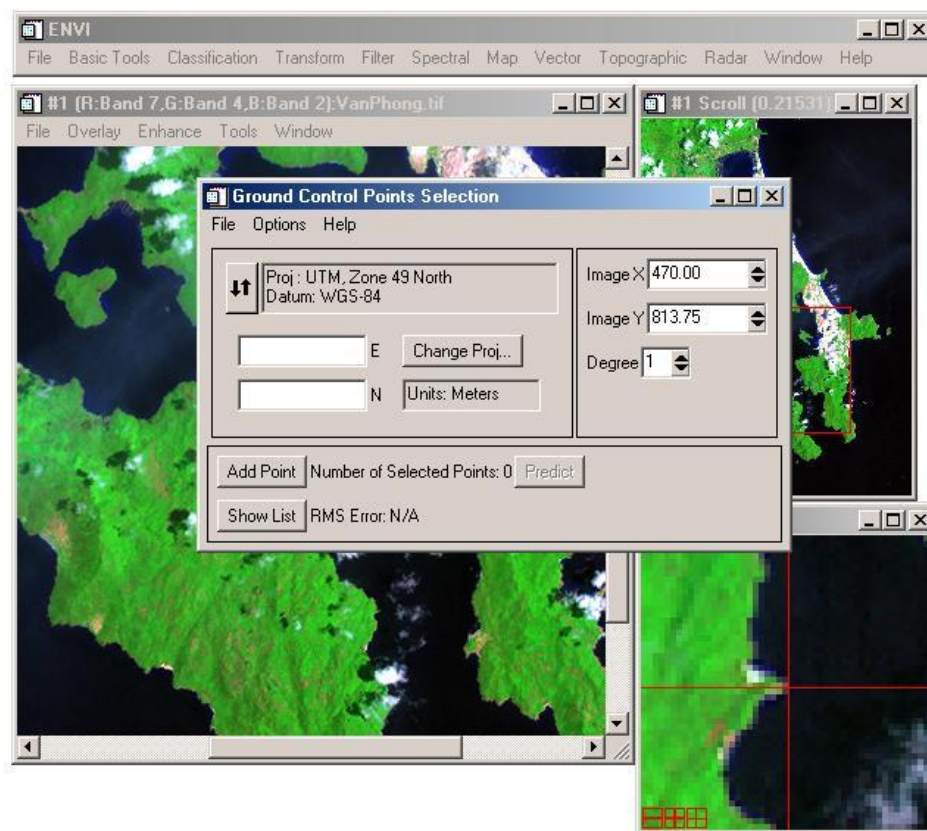 ENVI
File Basic Tools Classification Transform Filter Spectral Map Vector Topographic Radar Window Help
#1 (R:Band 7,G:Band 4,B:Band 2):VanPhong.tif
File Overlay Enhance Tools Window
#1 Scroll (0.21531)
Ground Control Points Selection
File Options Help
Proj : UTM, Zone 49 North
Datum: WGS-84
E
Change Proj...
N
Units: Meters
Image X 470.00
Image Y 813.75
Degree 1
Add Point Number of Selected Points: 0 Predict
Show List RMS Error: N/A